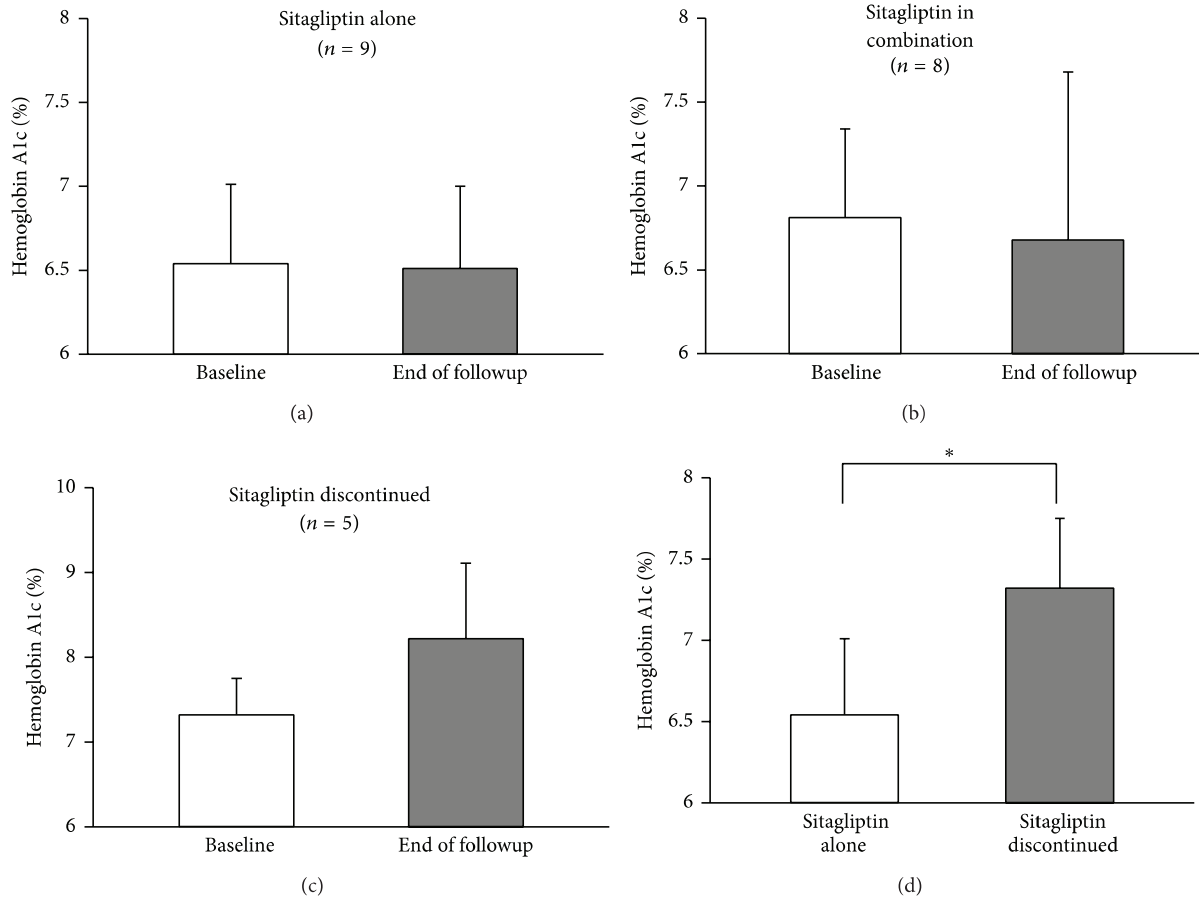 Sitagliptin alone
(n = 9)
Hemoglobin A1c (%)
8
7.5
7
6.5
6
Baseline
End of followup
(a)
Sitagliptin in
combination
(n = 8)
Hemoglobin A1c (%)
8
7.5
7
6.5
6
Baseline
End of followup
(b)
Sitagliptin discontinued
(n = 5)
Hemoglobin A1c (%)
10
9
8
7
6
Baseline
End of followup
(c)
*
Hemoglobin A1c (%)
8
7.5
7
6.5
6
Sitagliptin
alone
Sitagliptin
discontinued
(d)